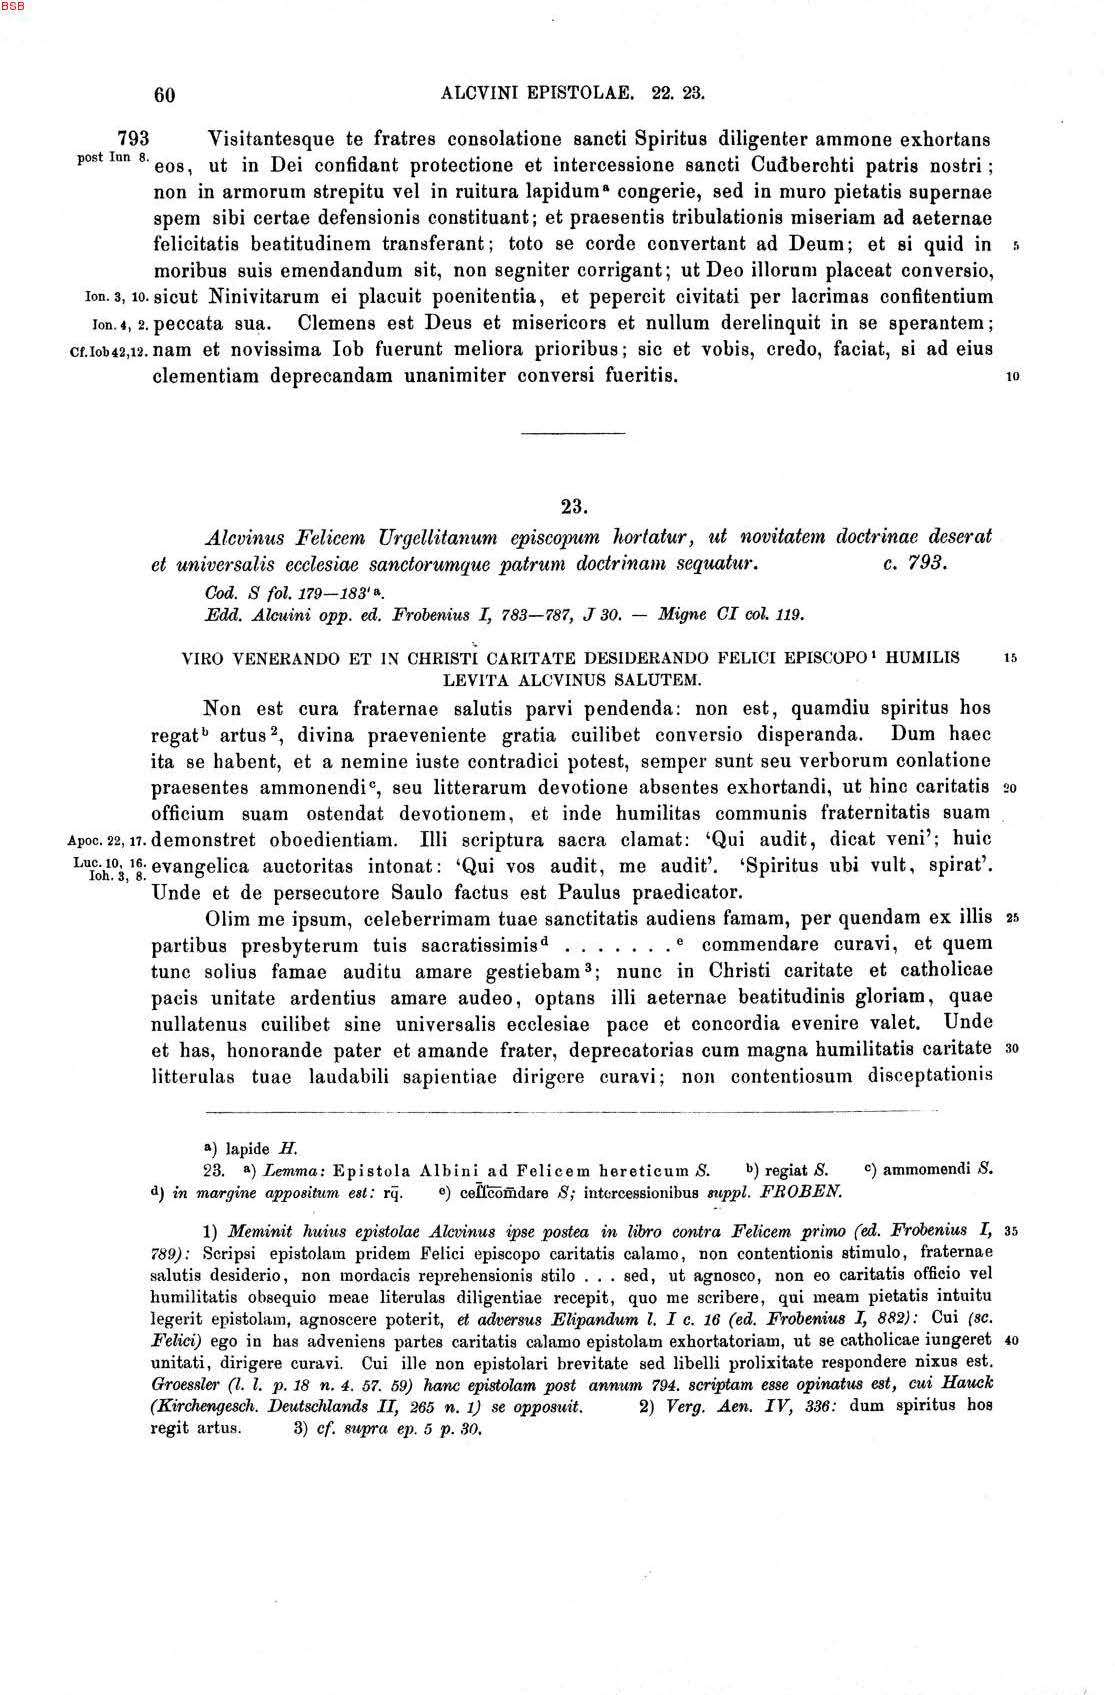 BSB
60 ALCVINI EPISTOLAE. 22. 23.
793 Visitantesque te fratres consolatione sancti Spiritus diligenter ammone exhortans
post Iun 8. eos, ut in Dei confidant protectione et intercessione sancti Cudberchti patris nostri;
non in armorum strepitu vel in ruitura lapidumᵃ congerie, sed in muro pietatis supernae
spem sibi certae defensionis constituant; et praesentis tribulationis miseriam ad aeternae
felicitatis beatitudinem transferant; toto se corde convertant ad Deum; et si quid in 5
moribus suis emendandum sit, non segniter corrigant; ut Deo illorum placeat conversio,
Ion. 3, 10. sicut Ninivitarum ei placuit poenitentia, et pepercit civitati per lacrimas confitentium
Ion. 4, 2. peccata sua. Clemens est Deus et misericors et nullum derelinquit in se sperantem;
Cf. Iob 42,12. nam et novissima Iob fuerunt meliora prioribus; sic et vobis, credo, faciat, si ad eius
clementiam deprecandam unanimiter conversi fueritis. 10
23.
Alcvinus Felicem Urgellitanum episcopum hortatur, ut novitatem doctrinae deserat
et universalis ecclesiae sanctorumque patrum doctrinam sequatur. c. 793.
Cod. S fol. 179—183'ᵃ.
Edd. Alcuini opp. ed. Frobenius I, 783—787, J 30. — Migne CI col. 119.
VIRO VENERANDO ET IN CHRISTI CARITATE DESIDERANDO FELICI EPISCOPO¹ HUMILIS 15
LEVITA ALCVINUS SALUTEM.
Non est cura fraternae salutis parvi pendenda: non est, quamdiu spiritus hos
regatᵇ artus², divina praeveniente gratia cuilibet conversio disperanda. Dum haec
ita se habent, et a nemine iuste contradici potest, semper sunt seu verborum conlatione
praesentes ammonendiᶜ, seu litterarum devotione absentes exhortandi, ut hinc caritatis 20
officium suam ostendat devotionem, et inde humilitas communis fraternitatis suam
Apoc. 22, 17. demonstret oboedientiam. Illi scriptura sacra clamat: ‘Qui audit, dicat veni’; huic
Luc. 10, 16. evangelica auctoritas intonat: ‘Qui vos audit, me audit’. ‘Spiritus ubi vult, spirat’.
Ioh. 3, 8.
Unde et de persecutore Saulo factus est Paulus praedicator.
Olim me ipsum, celeberrimam tuae sanctitatis audiens famam, per quendam ex illis 25
partibus presbyterum tuis sacratissimisᵈ . . . . . . .ᵉ commendare curavi, et quem
tunc solius famae auditu amare gestiebam³; nunc in Christi caritate et catholicae
pacis unitate ardentius amare audeo, optans illi aeternae beatitudinis gloriam, quae
nullatenus cuilibet sine universalis ecclesiae pace et concordia evenire valet. Unde
et has, honorande pater et amande frater, deprecatorias cum magna humilitatis caritate 30
litterulas tuae laudabili sapientiae dirigere curavi; non contentiosum disceptationis
a) lapide H.
23. a) Lemma: Epistola Albini ad Felicem hereticum S. b) regiat S. c) ammomendi S.
d) in margine appositum est: rq̄. e) cel̄l̄com̄dare S; intercessionibus suppl. FROBEN.
1) Meminit huius epistolae Alcvinus ipse postea in libro contra Felicem primo (ed. Frobenius I, 35
789): Scripsi epistolam pridem Felici episcopo caritatis calamo, non contentionis stimulo, fraternae
salutis desiderio, non mordacis reprehensionis stilo . . . sed, ut agnosco, non eo caritatis officio vel
humilitatis obsequio meae literulas diligentiae recepit, quo me scribere, qui meam pietatis intuitu
legerit epistolam, agnoscere poterit, et adversus Elipandum l. I c. 16 (ed. Frobenius I, 882): Cui (sc.
Felici) ego in has adveniens partes caritatis calamo epistolam exhortatoriam, ut se catholicae iungeret 40
unitati, dirigere curavi. Cui ille non epistolari brevitate sed libelli prolixitate respondere nixus est.
Groessler (l. l. p. 18 n. 4. 57. 59) hanc epistolam post annum 794. scriptam esse opinatus est, cui Hauck
(Kirchengesch. Deutschlands II, 265 n. 1) se opposuit. 2) Verg. Aen. IV, 336: dum spiritus hos
regit artus. 3) cf. supra ep. 5 p. 30.